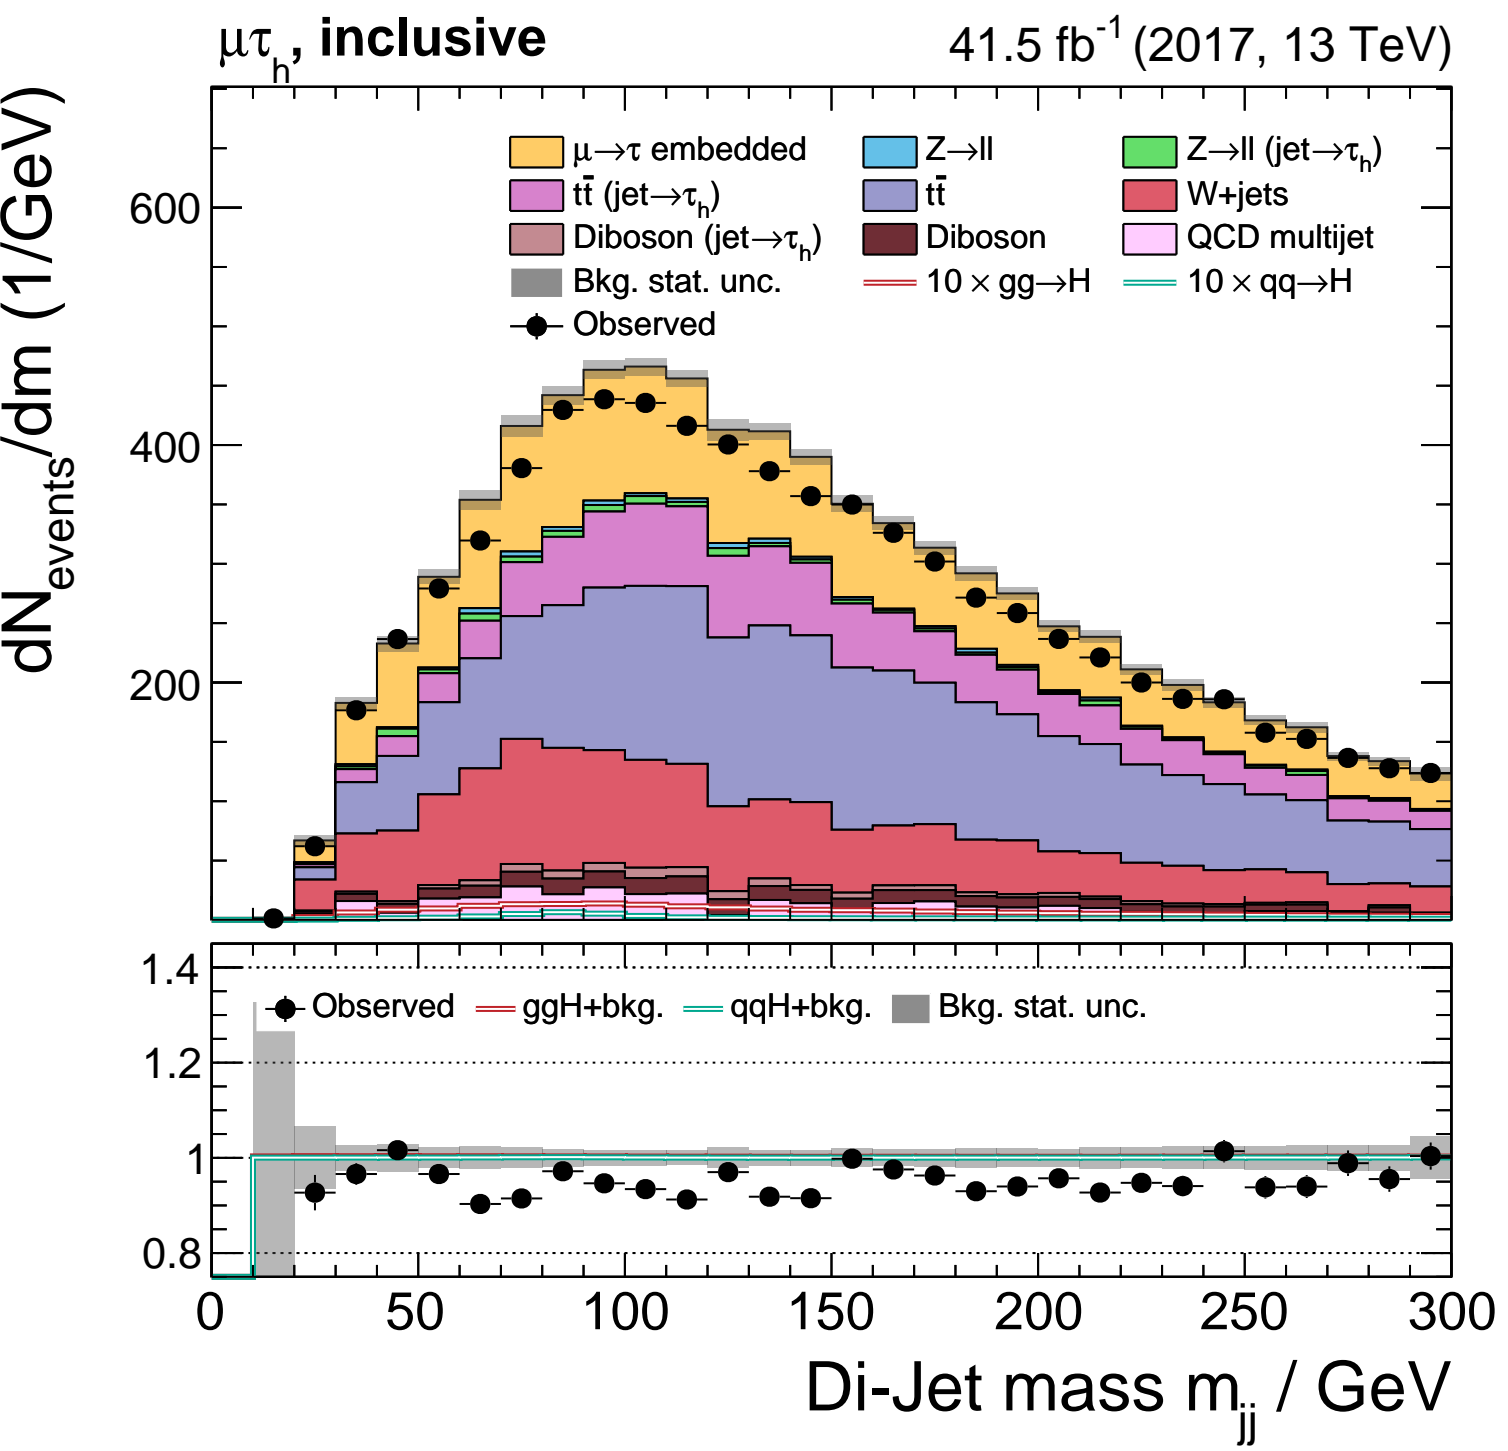 μτh, inclusive 41.5 fb-1 (2017, 13 TeV)
dNevents/dm (1/GeV)
μ→τ embedded Z→ll Z→ll (jet→τh)
tt̄ (jet→τh) tt̄ W+jets
Diboson (jet→τh) Diboson QCD multijet
Bkg. stat. unc. 10 × gg→H 10 × qq→H
Observed
600
400
200
1.4
Observed ggH+bkg. qqH+bkg. Bkg. stat. unc.
1.2
1
0.8
0 50 100 150 200 250 300
Di-Jet mass mjj / GeV